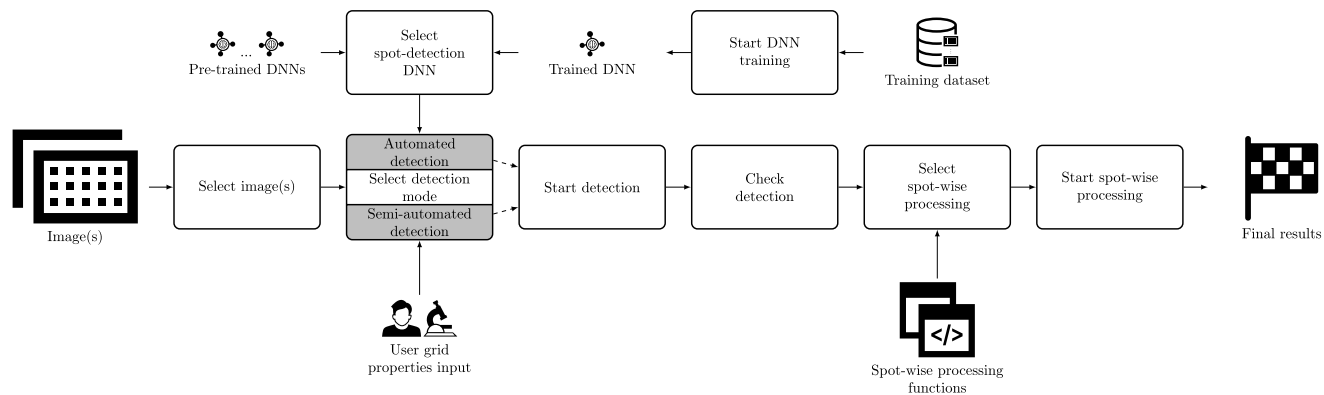 Select
spot-detection
DNN
Start DNN
training
...
Pre-trained DNNs
Trained DNN
Training dataset
Automated
detection
Select detection
mode
Semi-automated
detection
Select image(s)
Start detection
Check
detection
Select
spot-wise
processing
Start spot-wise
processing
Image(s)
Final results
User grid
properties input
</>
Spot-wise processing
functions